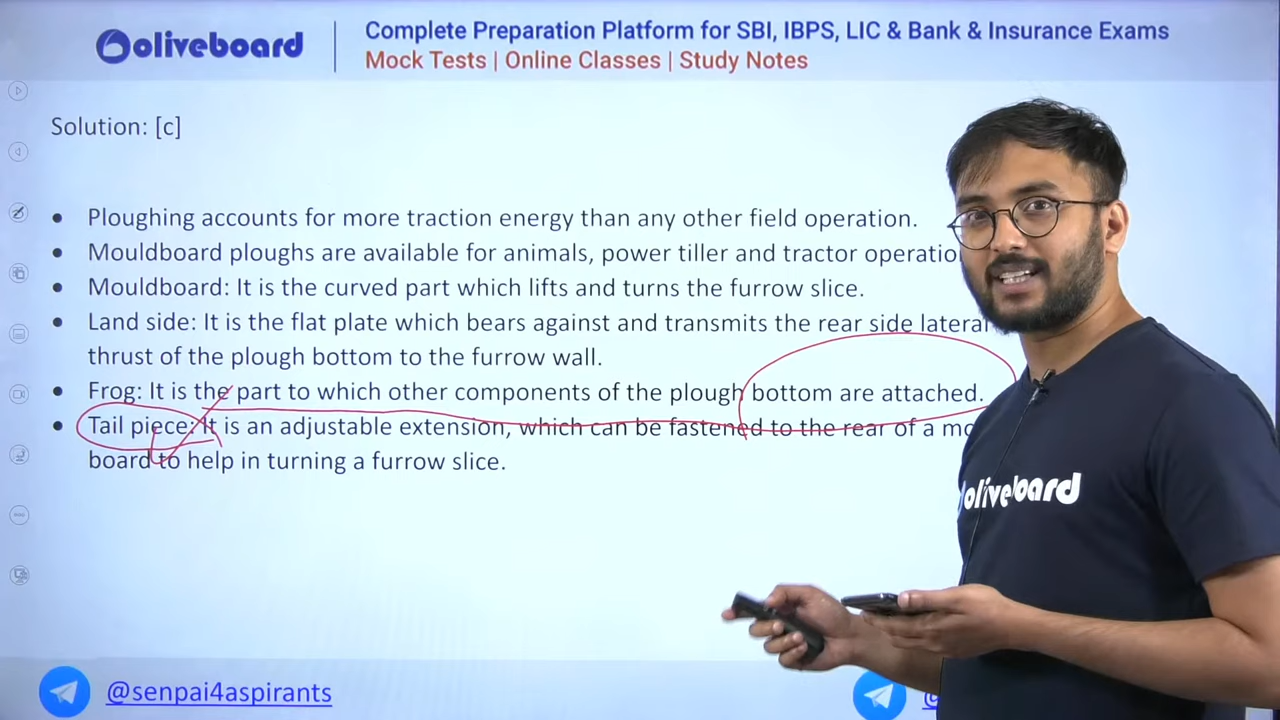 oliveboard
Complete Preparation Platform for SBI, IBPS, LIC & Bank & Insurance Exams
Mock Tests | Online Classes | Study Notes
Solution: [c]
• Ploughing accounts for more traction energy than any other field operation.
• Mouldboard ploughs are available for animals, power tiller and tractor
• Mouldboard: It is the curved part which lifts and turns the furrow slice.
• Land side: It is the flat plate which bears against and transmits the rear side lateral
thrust of the plough bottom to the furrow wall.
• Frog: It is the part to which other components of the plough bottom are attached.
• Tail piece: It is an adjustable extension, which can be fastened to the rear of a
board to help in turning a furrow slice.
oliveboard
@senpai4aspirants